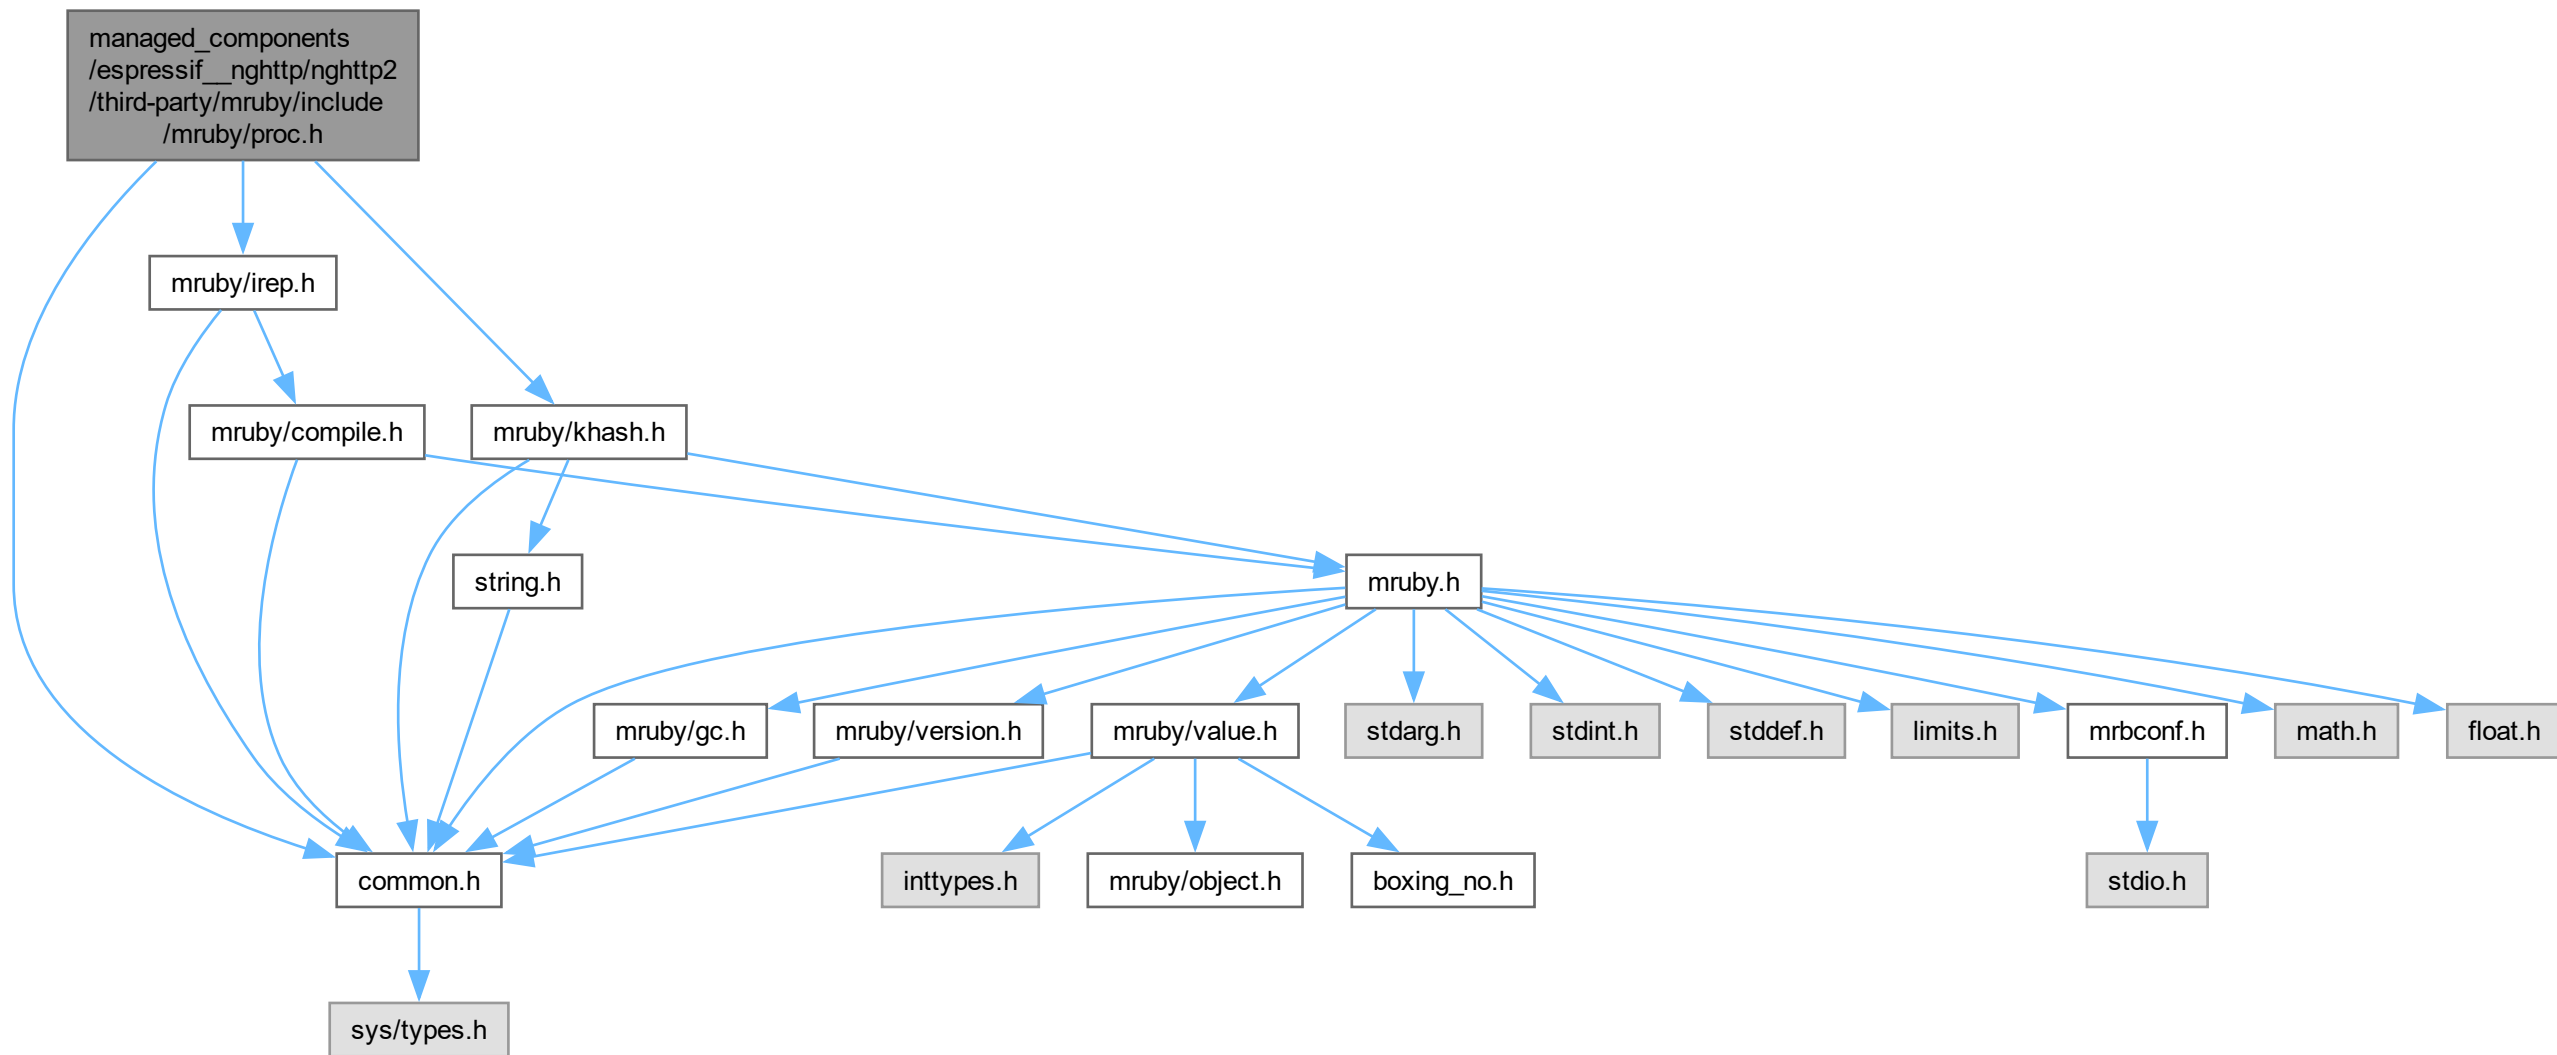 managed_components
/espressif__nghttp/nghttp2
/third-party/mruby/include
/mruby/proc.h
mruby/irep.h
mruby/compile.h
mruby/khash.h
string.h
mruby.h
mruby/gc.h
mruby/version.h
mruby/value.h
stdarg.h
stdint.h
stddef.h
limits.h
mrbconf.h
math.h
float.h
common.h
inttypes.h
mruby/object.h
boxing_no.h
stdio.h
sys/types.h